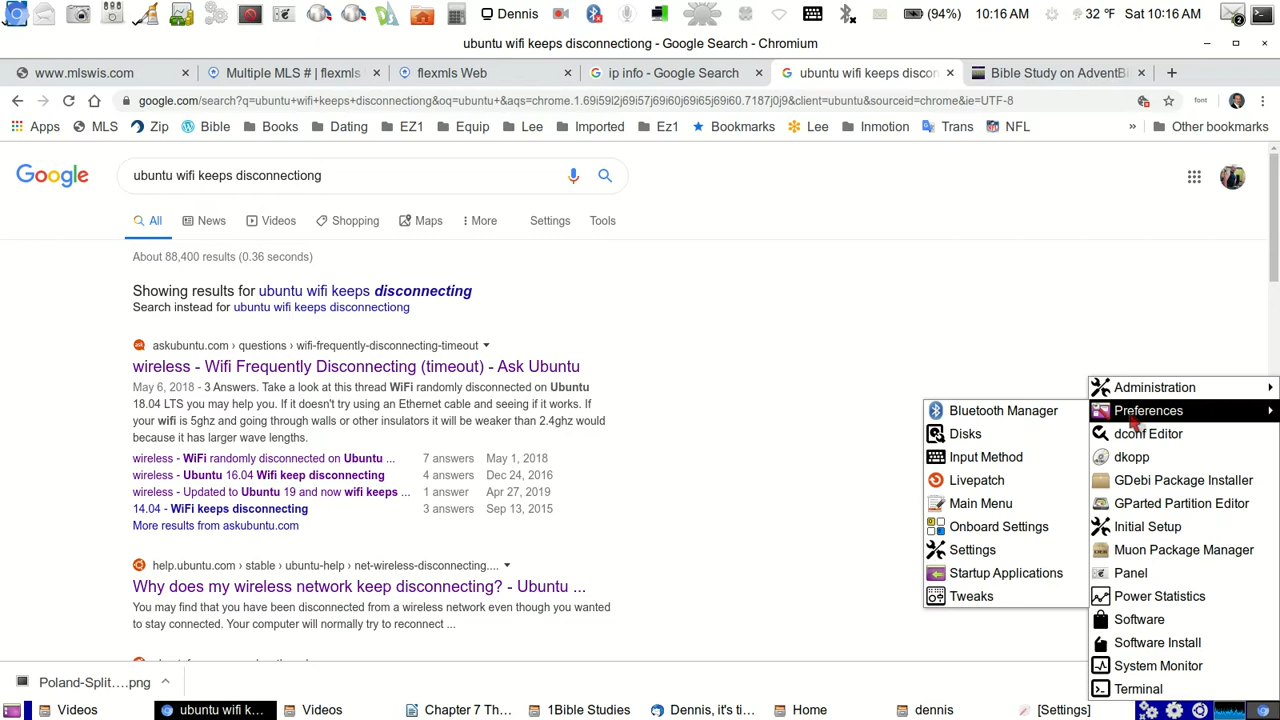 Dennis
(94%)
10:16 AM
32 °F
Sat 10:16 AM
2
ubuntu wifi keeps disconnectiong - Google Search - Chromium
www.mlswis.com
Multiple MLS # | flexmls
flexmls Web
ip info - Google Search
ubuntu wifi keeps discon
Bible Study on AdventBi
google.com/search?q=ubuntu+wifi+keeps+disconnectiong&oq=ubuntu+&aqs=chrome.1.69i59l2j69i57j69i60j69i65j69i60.7187j0j9&client=ubuntu&sourceid=chrome&ie=UTF-8
font
Apps
MLS
Zip
Bible
Books
Dating
EZ1
Equip
Lee
Imported
Ez1
Bookmarks
Lee
Inmotion
Trans
NFL
»
Other bookmarks
Google
ubuntu wifi keeps disconnectiong
All
News
Videos
Shopping
Maps
More
Settings
Tools
About 88,400 results (0.36 seconds)
Showing results for ubuntu wifi keeps disconnecting
Search instead for ubuntu wifi keeps disconnectiong
askubuntu.com › questions › wifi-frequently-disconnecting-timeout
wireless - Wifi Frequently Disconnecting (timeout) - Ask Ubuntu
May 6, 2018 - 3 Answers. Take a look at this thread WiFi randomly disconnected on Ubuntu
18.04 LTS you may help you. If it doesn't try using an Ethernet cable and seeing if it works. If
your wifi is 5ghz and going through walls or other insulators it will be weaker than 2.4ghz would
because it has larger wave lengths.
wireless - WiFi randomly disconnected on Ubuntu ... 7 answers May 1, 2018
wireless - Ubuntu 16.04 Wifi keep disconnecting 4 answers Dec 24, 2016
wireless - Updated to Ubuntu 19 and now wifi keeps ... 1 answer Apr 27, 2019
14.04 - WiFi keeps disconnecting 3 answers Sep 13, 2015
More results from askubuntu.com
help.ubuntu.com › stable › ubuntu-help › net-wireless-disconnecting....
Why does my wireless network keep disconnecting? - Ubuntu ...
You may find that you have been disconnected from a wireless network even though you wanted
to stay connected. Your computer will normally try to reconnect ...
Bluetooth Manager
Disks
Input Method
Livepatch
Main Menu
Onboard Settings
Settings
Startup Applications
Tweaks
Administration
Preferences
dconf Editor
dkopp
GDebi Package Installer
GParted Partition Editor
Initial Setup
Muon Package Manager
Panel
Power Statistics
Software
Software Install
System Monitor
Terminal
Poland-Split....png
Videos
ubuntu wifi k...
Videos
Chapter 7 Th...
1Bible Studies
Dennis, it's ti...
Home
dennis
[Settings]